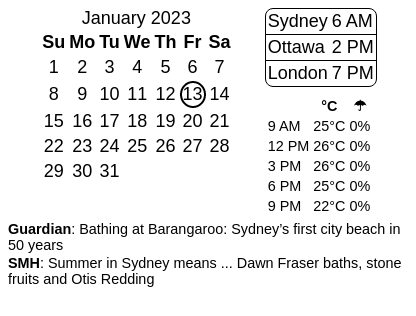 January 2023
Su Mo Tu We Th Fr Sa
1 2 3 4 5 6 7
8 9 10 11 12 13 14
15 16 17 18 19 20 21
22 23 24 25 26 27 28
29 30 31
Sydney 6 AM
Ottawa 2 PM
London 7 PM
°C ☂
9 AM 25°C 0%
12 PM 26°C 0%
3 PM 26°C 0%
6 PM 25°C 0%
9 PM 22°C 0%
Guardian: Bathing at Barangaroo: Sydney’s first city beach in
50 years
SMH: Summer in Sydney means ... Dawn Fraser baths, stone
fruits and Otis Redding